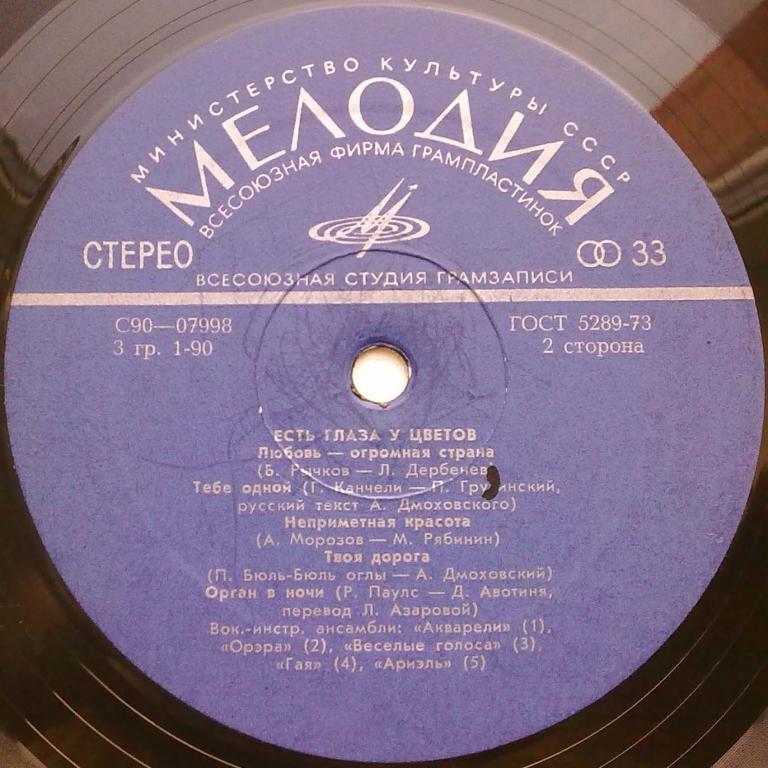 МИНИСТЕРСТВО КУЛЬТУРЫ СССР
МЕЛОДИЯ
ВСЕСОЮЗНАЯ ФИРМА ГРАМПЛАСТИНОК
СТЕРЕО
33
ВСЕСОЮЗНАЯ СТУДИЯ ГРАМЗАПИСИ
С90—07998
ГОСТ 5289-73
3 гр. 1-90
2 сторона
ЕСТЬ ГЛАЗА У ЦВЕТОВ
Любовь — огромная страна
(Б. Рычков — Л. Дербенев)
Тебе одной (Г. Канчели — П. Грузинский,
русский текст А. Дмоховского)
Неприметная красота
(А. Морозов — М. Рябинин)
Твоя дорога
(П. Бюль-Бюль оглы — А. Дмоховский)
Орган в ночи (Р. Паулс — Д. Авотиня,
перевод Л. Азаровой)
Вок.-инстр. ансамбли: «Акварели» (1),
«Орэра» (2), «Веселые голоса» (3),
«Гая» (4), «Ариэль» (5)